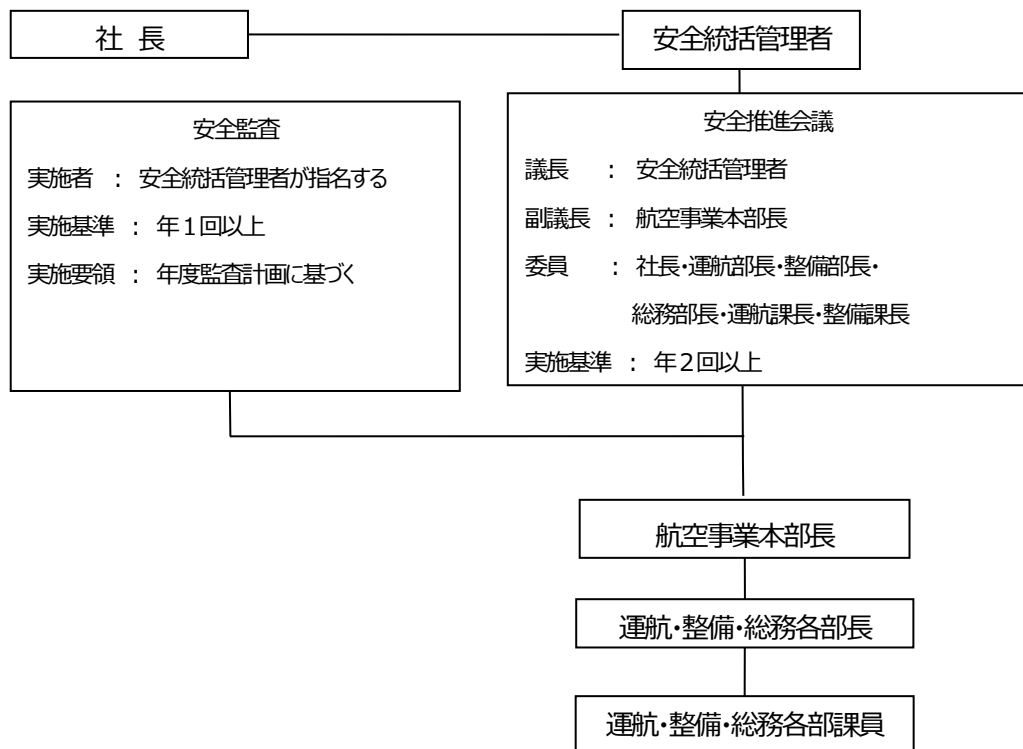 社 長
安全統括管理者
安全監査
実施者 : 安全統括管理者が指名する
実施基準 : 年1回以上
実施要領 : 年度監査計画に基づく
安全推進会議
議長 : 安全統括管理者
副議長 : 航空事業本部長
委員 : 社長・運航部長・整備部長・
総務部長・運航課長・整備課長
実施基準 : 年2回以上
航空事業本部長
運航・整備・総務各部長
運航・整備・総務各部課員